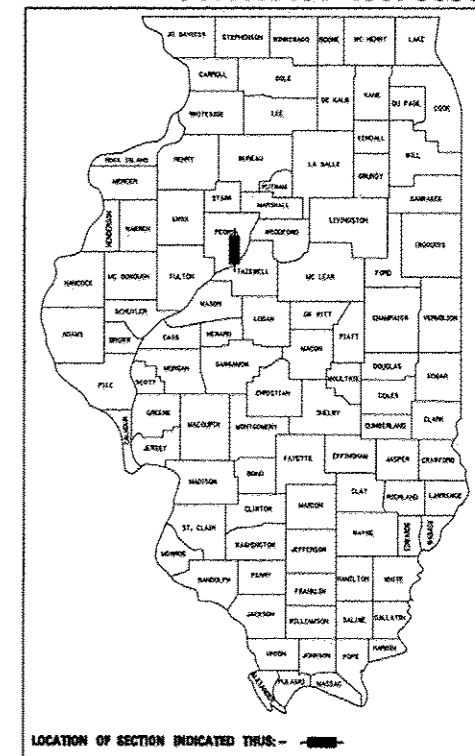 JO DAVIESS STEPHENSON WINNEBAGO BOONE MC HENRY LAKE
CARROLL OGLE KANE DU PAGE COOK
DE KALB
WHITESIDE LEE KENDALL WILL
ROCK ISLAND HENRY BUREAU LA SALLE GRUNDY
MERCER PUTNAM KANKAKEE
STARK MARSHALL
HENDERSON WARREN KNOX PEORIA WOODFORD LIVINGSTON IROQUOIS
HANCOCK MC DONOUGH FULTON TAZEWELL MC LEAN FORD
MASON
SCHUYLER LOGAN DE WITT CHAMPAIGN VERMILION
ADAMS BROWN CASS MENARD PIATT
MACON
MORGAN SANGAMON DOUGLAS EDGAR
PIKE SCOTT MOULTRIE COLES
CHRISTIAN
GREENE MACOUPIN MONTGOMERY SHELBY CUMBERLAND CLARK
CALHOUN JERSEY
FAYETTE EFFINGHAM JASPER CRAWFORD
MADISON BOND
CLAY RICHLAND LAWRENCE
CLINTON MARION
ST. CLAIR WAYNE EDWARDS WABASH
WASHINGTON JEFFERSON
MONROE
RANDOLPH PERRY HAMILTON WHITE
FRANKLIN
JACKSON WILLIAMSON SALINE GALLATIN
UNION JOHNSON POPE HARDIN
ALEXANDER PULASKI MASSAC
LOCATION OF SECTION INDICATED THUS:-